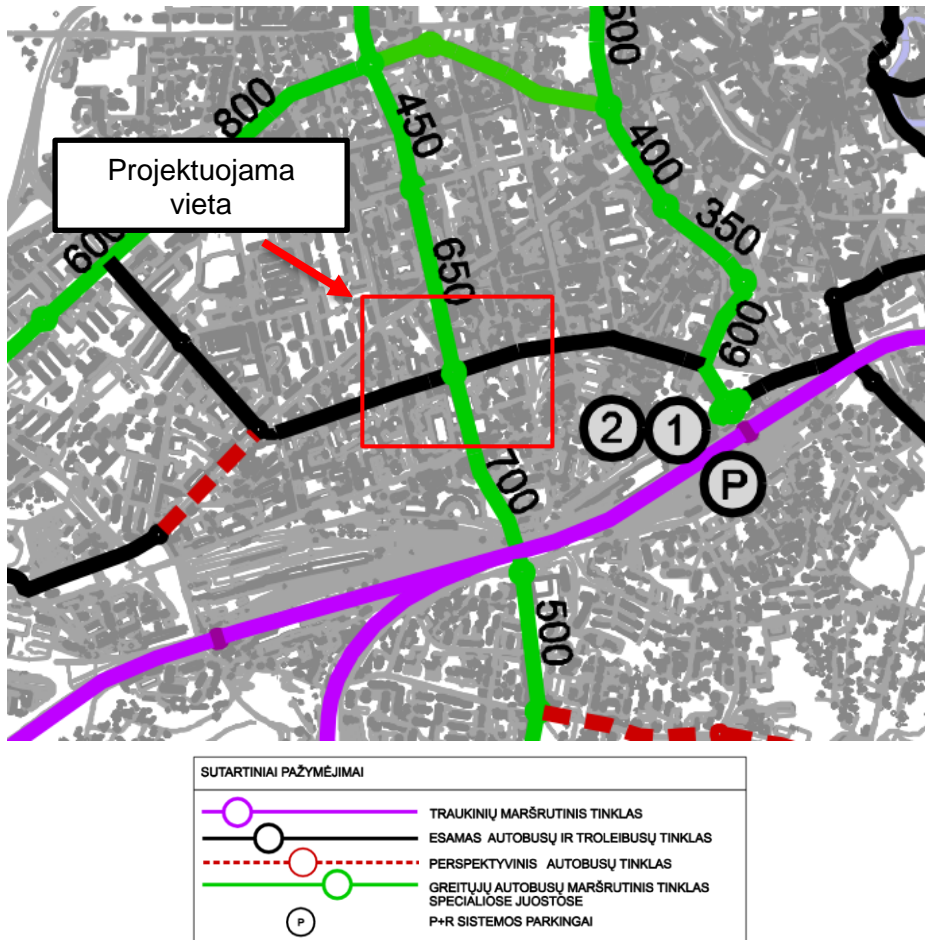 500
800
450
400
Projektuojama
vieta
350
600
650
600
2
1
P
700
500
SUTARTINIAI PAŽYMĖJIMAI
TRAUKINIŲ MARŠRUTINIS TINKLAS
ESAMAS AUTOBUSŲ IR TROLEIBUSŲ TINKLAS
PERSPEKTYVINIS AUTOBUSŲ TINKLAS
GREITŲJŲ AUTOBUSŲ MARŠRUTINIS TINKLAS
SPECIALIOSE JUOSTOSE
P
P+R SISTEMOS PARKINGAI